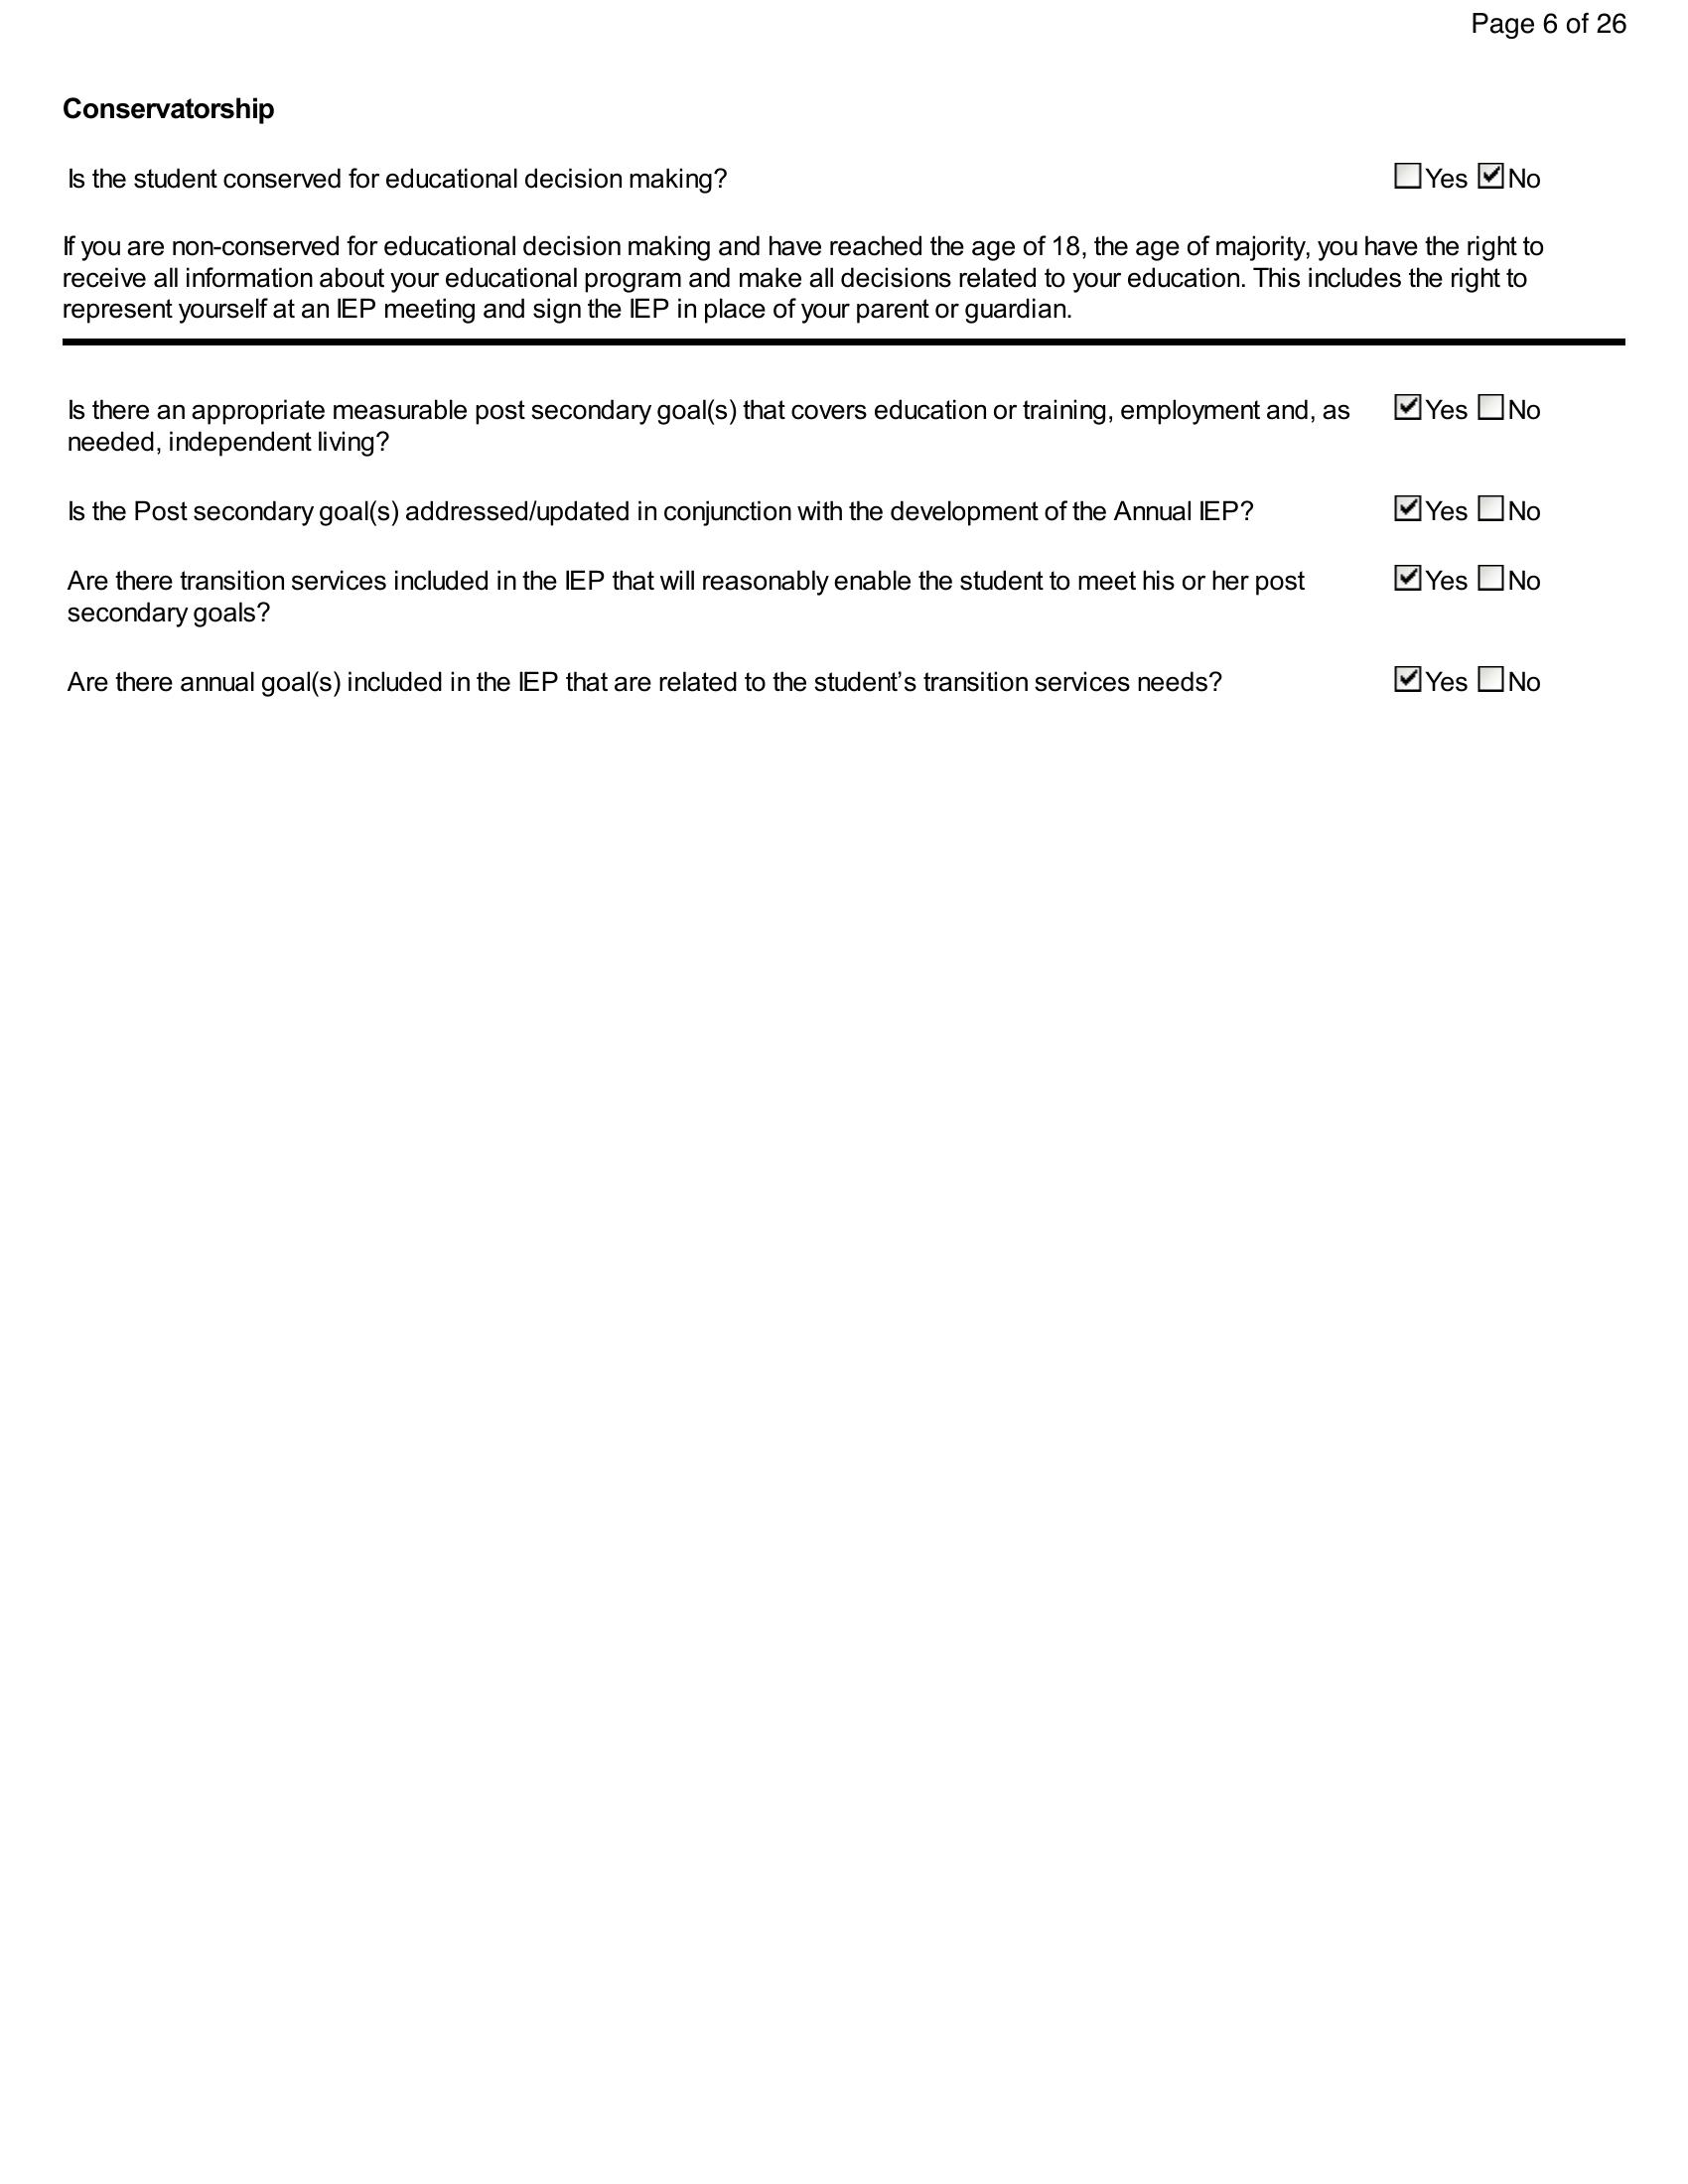 Page 6 of 26
Conservatorship
Is the student conserved for educational decision making? ☐Yes ☑No
If you are non-conserved for educational decision making and have reached the age of 18, the age of majority, you have the right to
receive all information about your educational program and make all decisions related to your education. This includes the right to
represent yourself at an IEP meeting and sign the IEP in place of your parent or guardian.
Is there an appropriate measurable post secondary goal(s) that covers education or training, employment and, as ☑Yes ☐No
needed, independent living?
Is the Post secondary goal(s) addressed/updated in conjunction with the development of the Annual IEP? ☑Yes ☐No
Are there transition services included in the IEP that will reasonably enable the student to meet his or her post ☑Yes ☐No
secondary goals?
Are there annual goal(s) included in the IEP that are related to the student’s transition services needs? ☑Yes ☐No